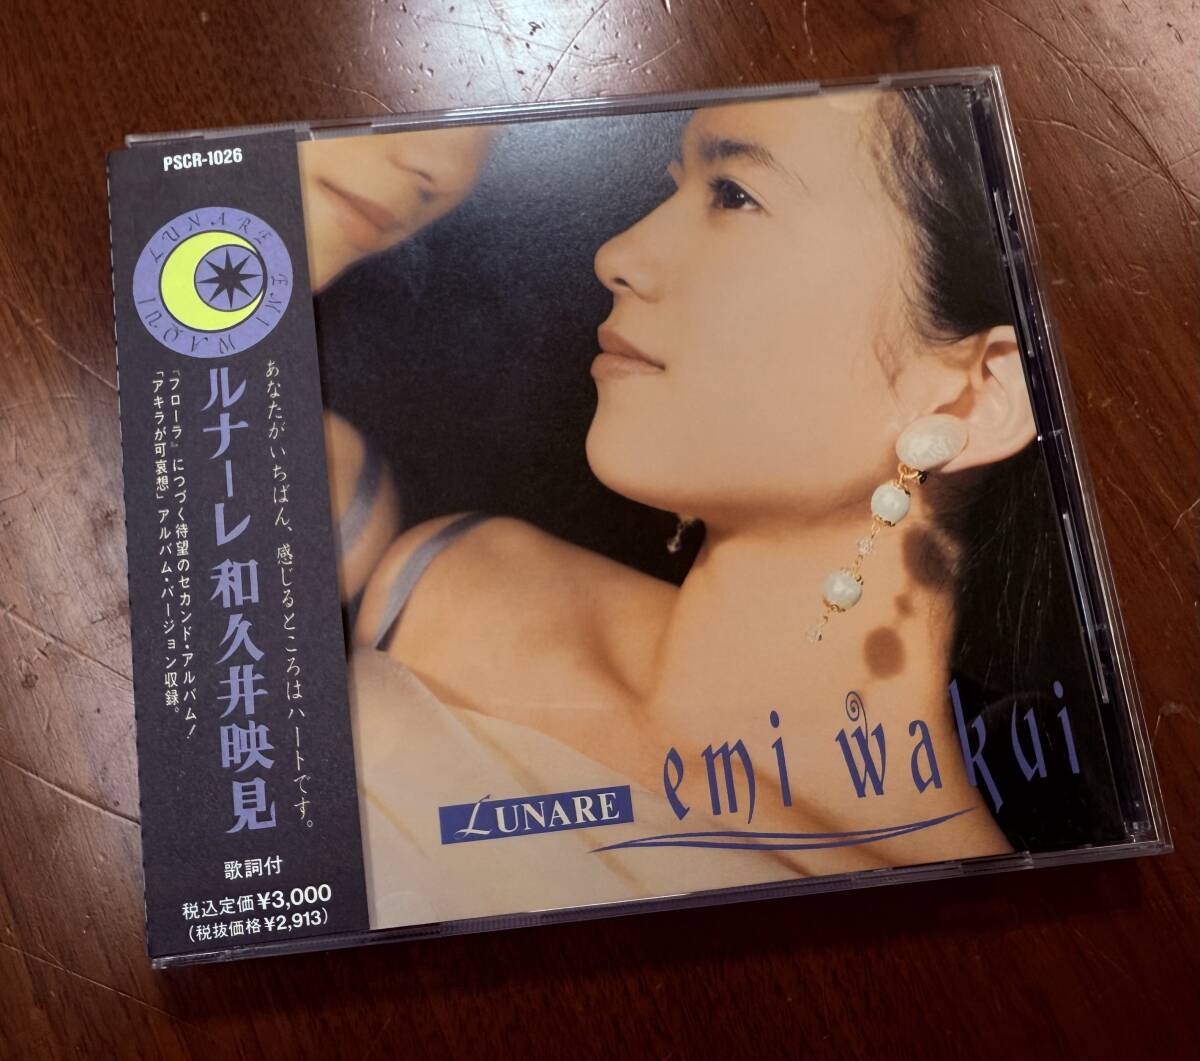 PSCR-1026
LUNARE EMI WAQUI
あなたがいちばん、感じるところはハートです。
ルナーレ 和久井映見
『フローラ』につづく待望のセカンド・アルバム!
「アキラが可哀想」アルバム・バージョン収録。
歌詞付
税込定価¥3,000
(税抜価格¥2,913)
LUNARE
emi wakui